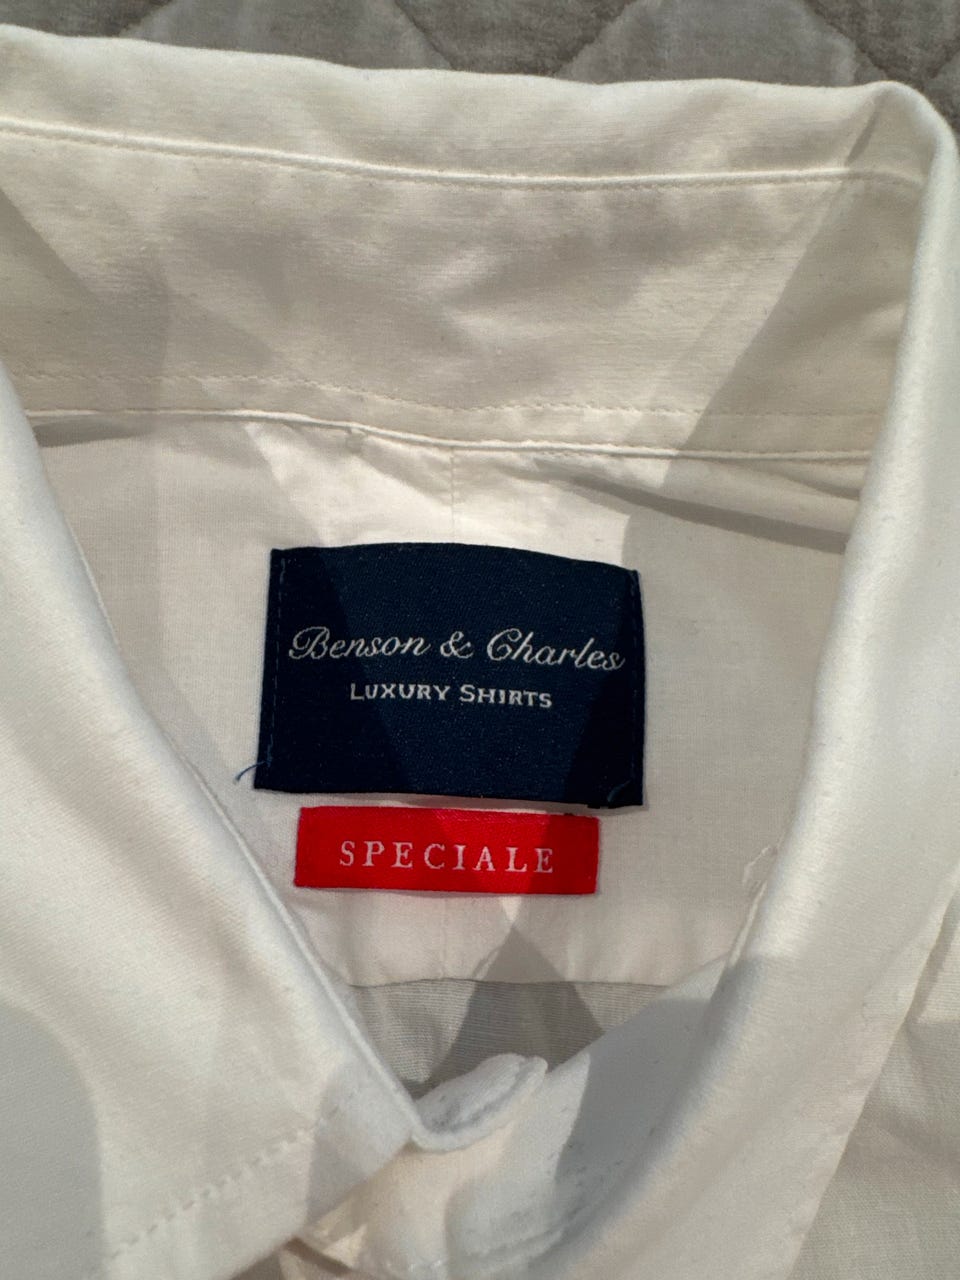 Benson & Charles
LUXURY SHIRTS
SPECIALE